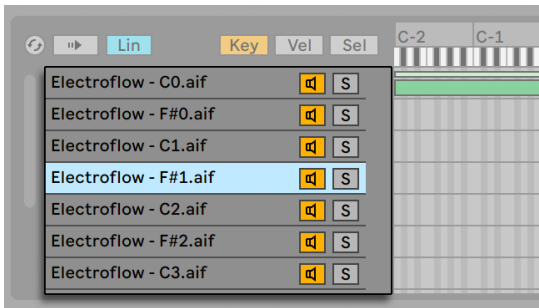 Lin Key Vel Sel C-2 C-1
Electroflow - C0.aif S
Electroflow - F#0.aif S
Electroflow - C1.aif S
Electroflow - F#1.aif S
Electroflow - C2.aif S
Electroflow - F#2.aif S
Electroflow - C3.aif S